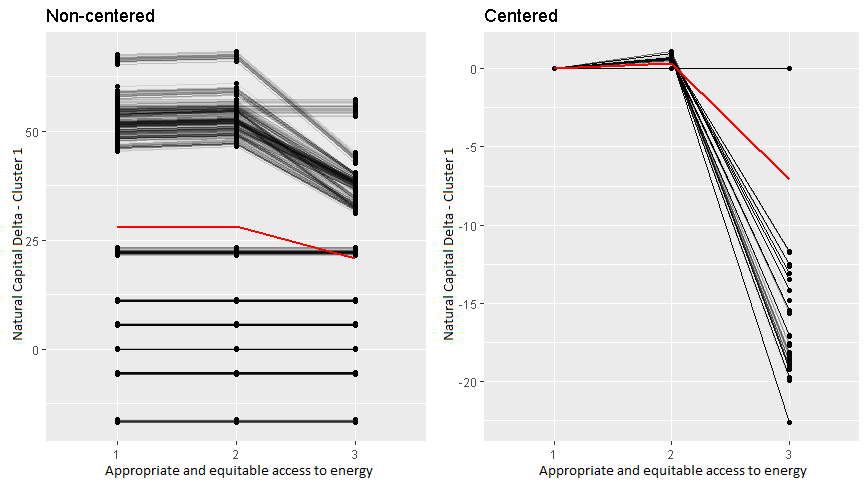 Non-centered
Natural Capital Delta - Cluster 1
50
25
0
1 2 3
Appropriate and equitable access to energy
Centered
Natural Capital Delta - Cluster 1
0
-5
-10
-15
-20
1 2 3
Appropriate and equitable access to energy